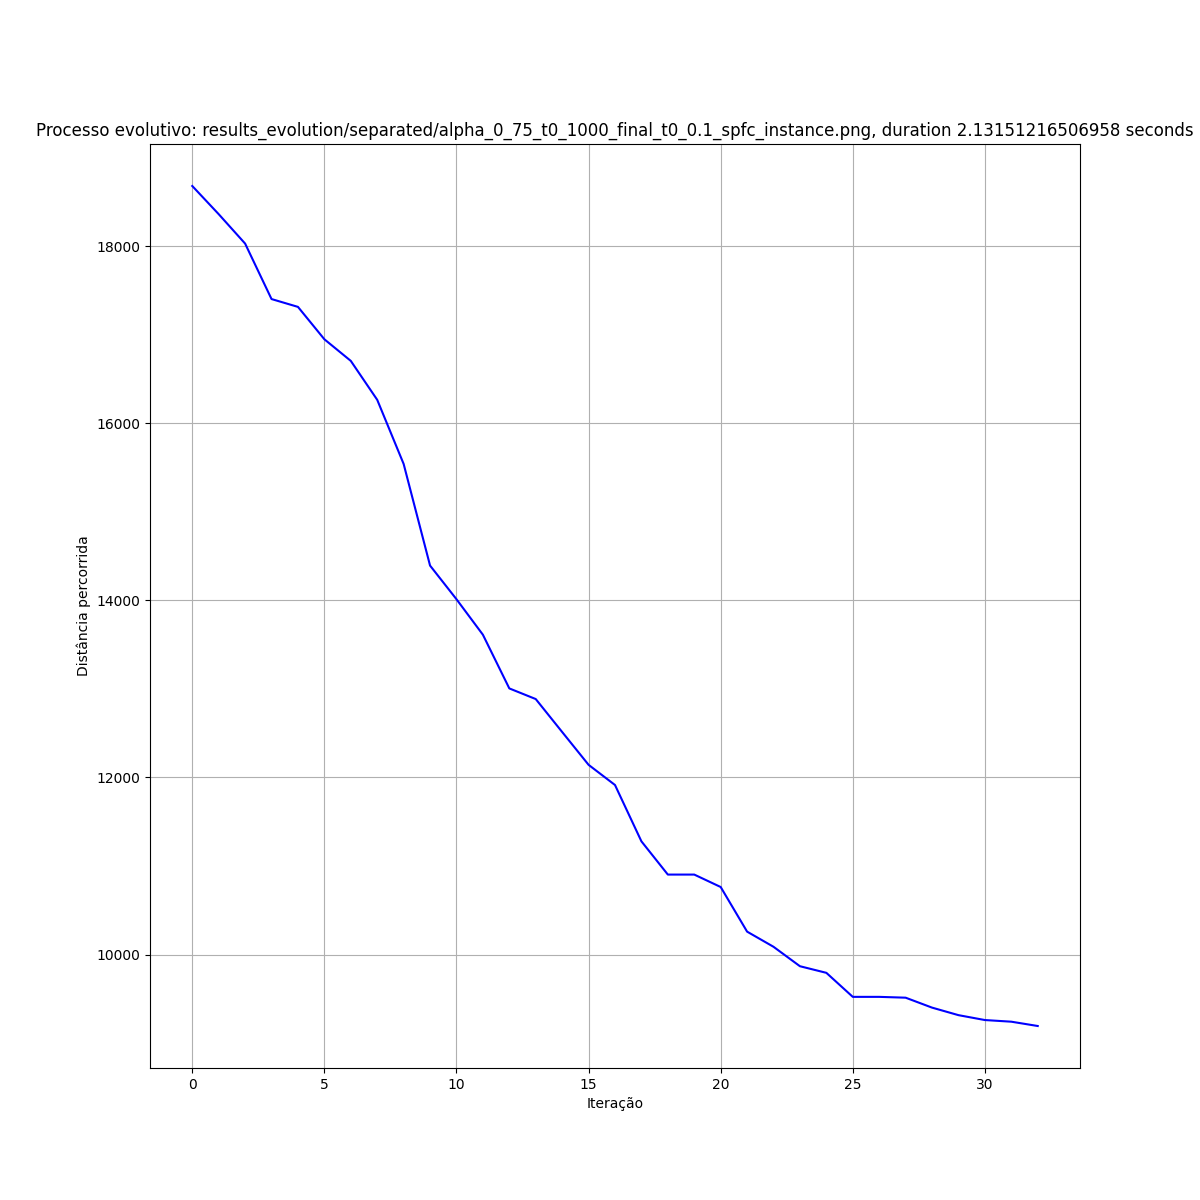 Processo evolutivo: results_evolution/separated/alpha_0_75_t0_1000_final_t0_0.1_spfc_instance.png, duration 2.13151216506958 seconds
18000
16000
14000
12000
10000
Distância percorrida
0 5 10 15 20 25 30
Iteração